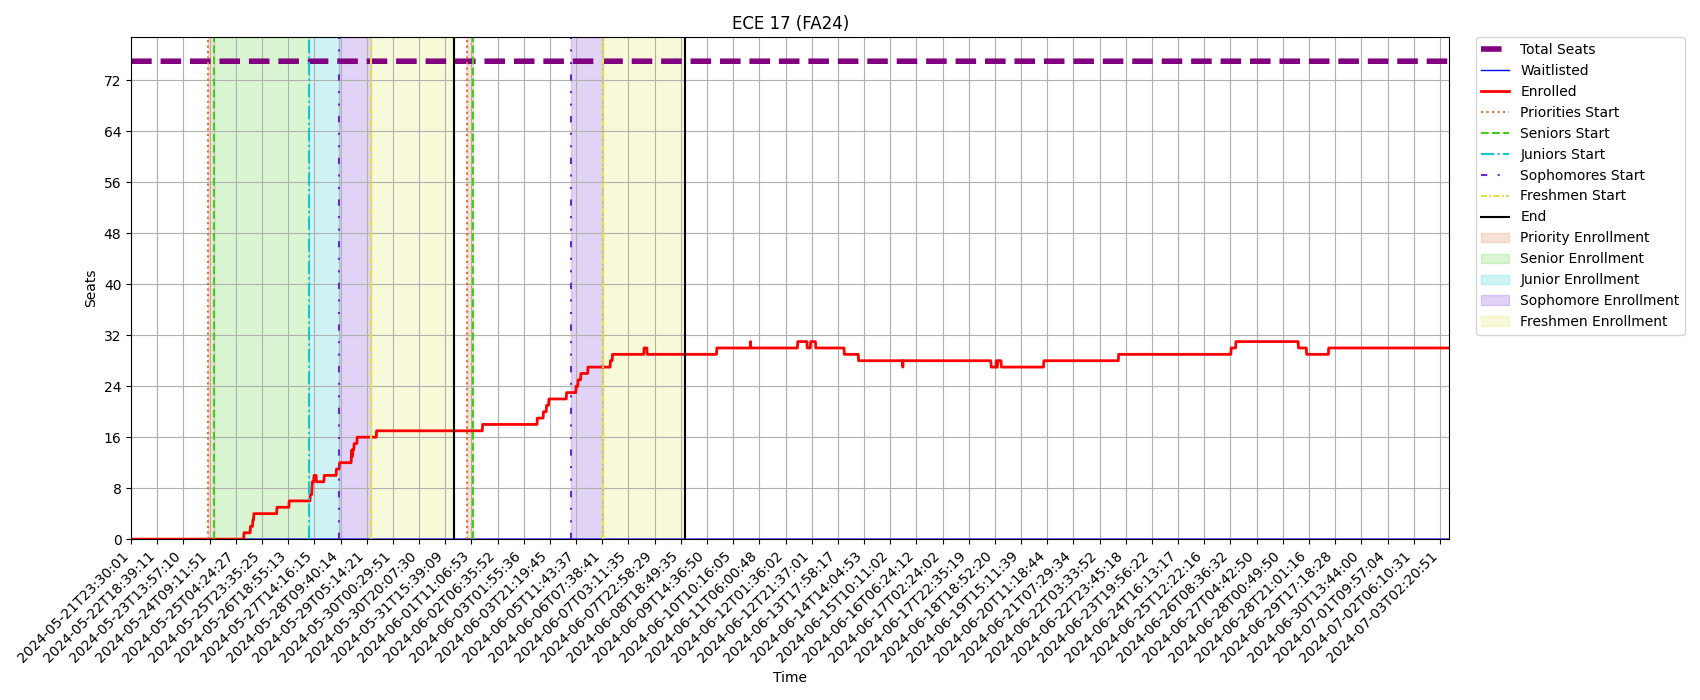 ECE 17 (FA24)
Total Seats
Waitlisted
Enrolled
Priorities Start
Seniors Start
Juniors Start
Sophomores Start
Freshmen Start
End
Priority Enrollment
Senior Enrollment
Junior Enrollment
Sophomore Enrollment
Freshmen Enrollment
Seats
72
64
56
48
40
32
24
16
8
0
2024-05-21T23:30:01
2024-05-22T18:39:11
2024-05-23T13:57:10
2024-05-24T09:11:51
2024-05-25T04:24:27
2024-05-25T23:35:25
2024-05-26T18:55:13
2024-05-27T14:16:15
2024-05-28T09:40:14
2024-05-29T05:14:21
2024-05-30T00:29:51
2024-05-30T20:07:30
2024-05-31T15:39:09
2024-06-01T11:06:53
2024-06-02T06:35:52
2024-06-03T01:55:36
2024-06-03T21:19:45
2024-06-05T11:43:37
2024-06-06T07:38:41
2024-06-07T03:11:35
2024-06-07T22:58:29
2024-06-08T18:49:35
2024-06-09T14:36:50
2024-06-10T10:16:05
2024-06-11T06:00:48
2024-06-12T01:36:02
2024-06-12T21:37:01
2024-06-13T17:58:17
2024-06-14T14:04:53
2024-06-15T10:11:02
2024-06-16T06:24:12
2024-06-17T02:24:02
2024-06-17T22:35:19
2024-06-18T18:52:20
2024-06-19T15:11:39
2024-06-20T11:18:44
2024-06-21T07:29:34
2024-06-22T03:33:52
2024-06-22T23:45:18
2024-06-23T19:56:22
2024-06-24T16:13:17
2024-06-25T12:22:16
2024-06-26T08:36:32
2024-06-27T04:42:50
2024-06-28T00:49:50
2024-06-28T21:01:16
2024-06-29T17:18:28
2024-06-30T13:44:00
2024-07-01T09:57:04
2024-07-02T06:10:31
2024-07-03T02:20:51
Time